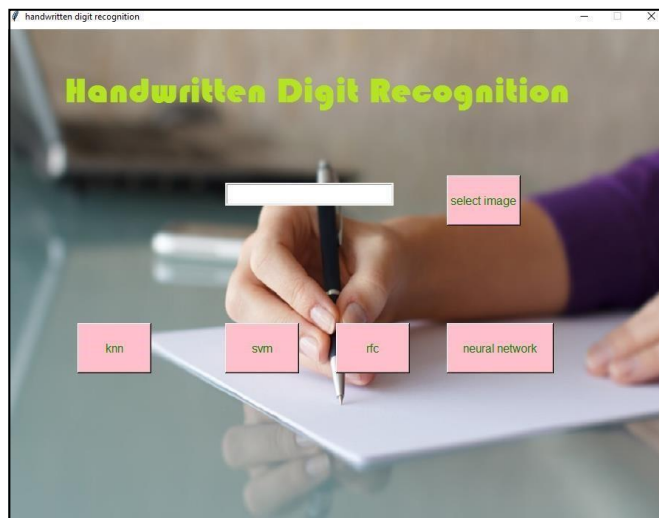 handwritten digit recognition
Handwritten Digit Recognition
select image
knn
svm
rfc
neural network